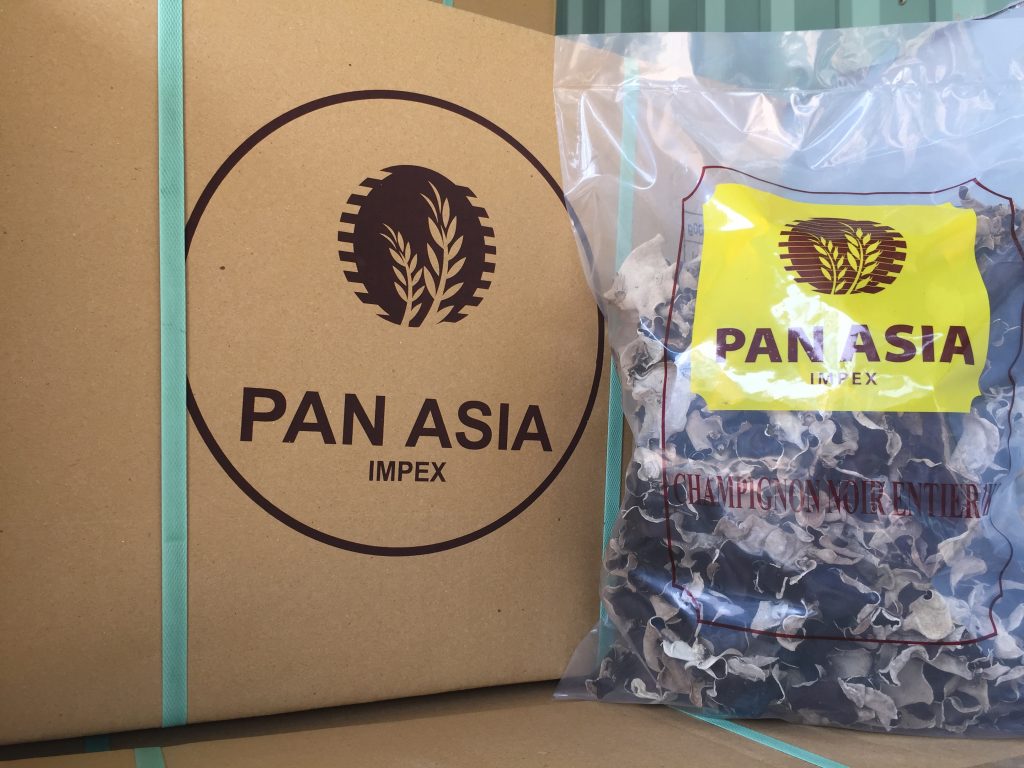 PAN ASIA
IMPEX
PAN ASIA
IMPEX
CHAMPIGNON NOIR ENTIER